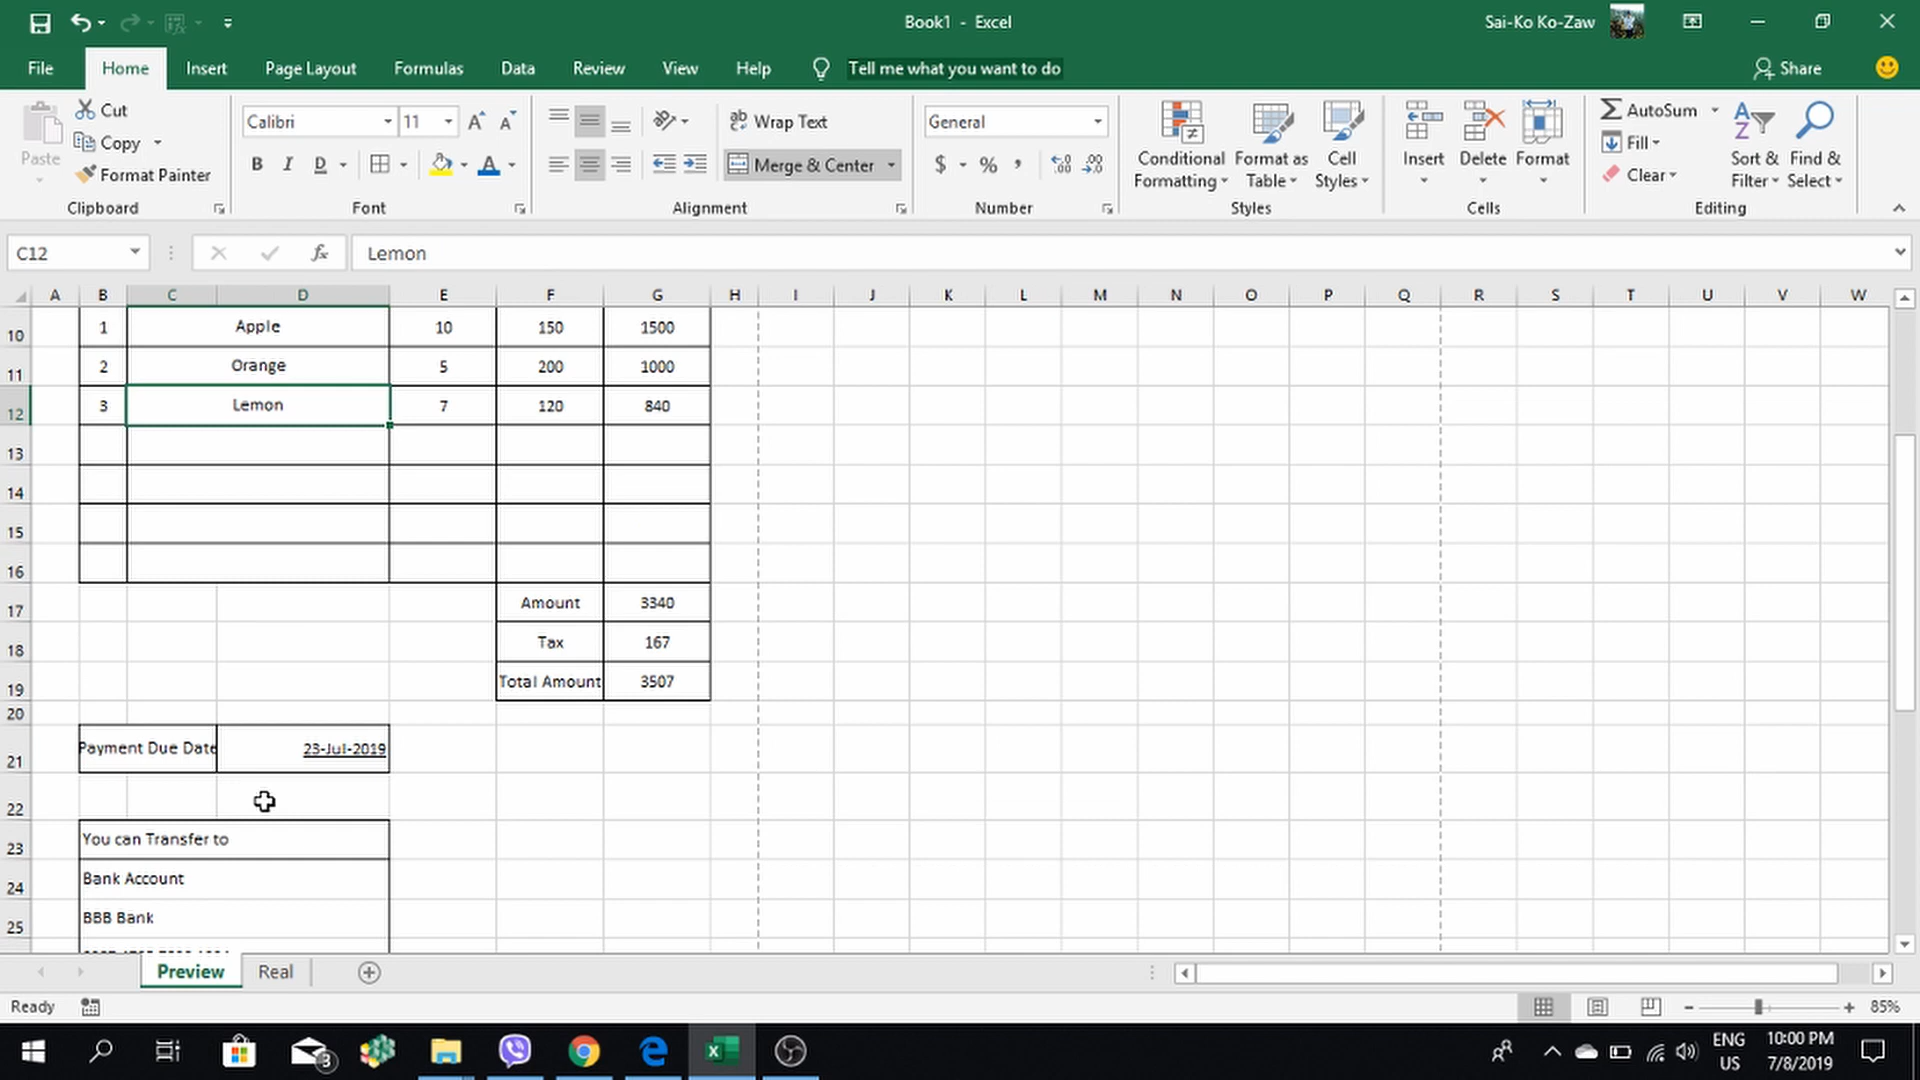 Book1 - Excel
Sai-Ko Ko-Zaw
File Home Insert Page Layout Formulas Data Review View Help Tell me what you want to do Share
Paste
Cut
Copy
Format Painter
Clipboard
Calibri 11
B I D
Font
Wrap Text
Merge & Center
Alignment
General
$ % ,
Number
Conditional Formatting
Format as Table
Cell Styles
Styles
Insert Delete Format
Cells
AutoSum
Fill
Clear
Sort & Filter
Find & Select
Editing
C12 fx Lemon
A B C D E F G H I J K L M N O P Q R S T U V W
10 1 Apple 10 150 1500
11 2 Orange 5 200 1000
12 3 Lemon 7 120 840
13
14
15
16
17 Amount 3340
18 Tax 167
19 Total Amount 3507
20
21 Payment Due Date 23-Jul-2019
22
23 You can Transfer to
24 Bank Account
25 BBB Bank
Preview Real
Ready 85%
3
ENG US
10:00 PM
7/8/2019